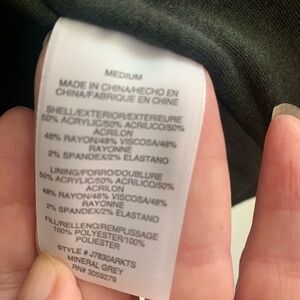 MEDIUM
MADE IN CHINA/HECHO EN
CHINA/FABRIQUE EN CHINE
SHELL/EXTERIOR/EXTERIEURE
50% ACRYLIC/50% ACRILICO/50%
ACRILON
48% RAYON/48% VISCOSA/48%
RAYONNE
2% SPANDEX/2% ELASTANO
LINING/FORRO/DOUBLURE
50% ACRYLIC/50% ACRILICO/50%
ACRILON
48% RAYON/48% VISCOSA/48%
RAYONNE
2% SPANDEX/2% ELASTANO
FILL/RELLENO/REMPLISSAGE
100% POLYESTER/100%
POLIESTER
STYLE # J7830ARKTS
MINERAL GREY
RN# 3059279